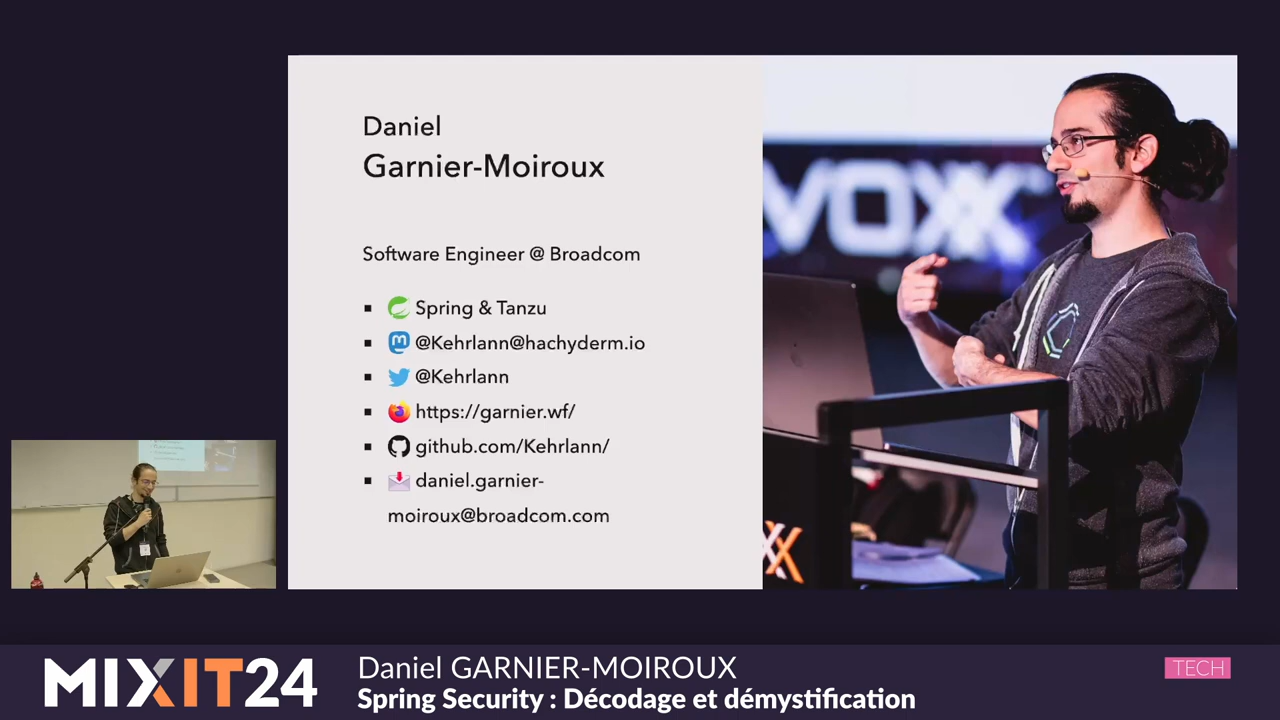 Daniel
Garnier-Moiroux
Software Engineer @ Broadcom
Spring & Tanzu
@Kehrlann@hachyderm.io
@Kehrlann
https://garnier.wf/
github.com/Kehrlann/
daniel.garnier-
moiroux@broadcom.com
VOXX
MIXIT24
Daniel GARNIER-MOIROUX
Spring Security : Décodage et démystification
TECH